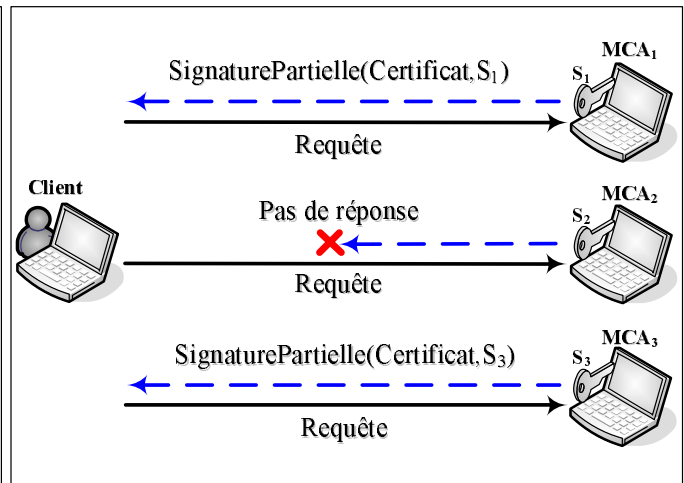 MCA₁
SignaturePartielle(Certificat,S₁)
S₁
Requête
Client
MCA₂
Pas de réponse
S₂
Requête
MCA₃
SignaturePartielle(Certificat,S₃)
S₃
Requête